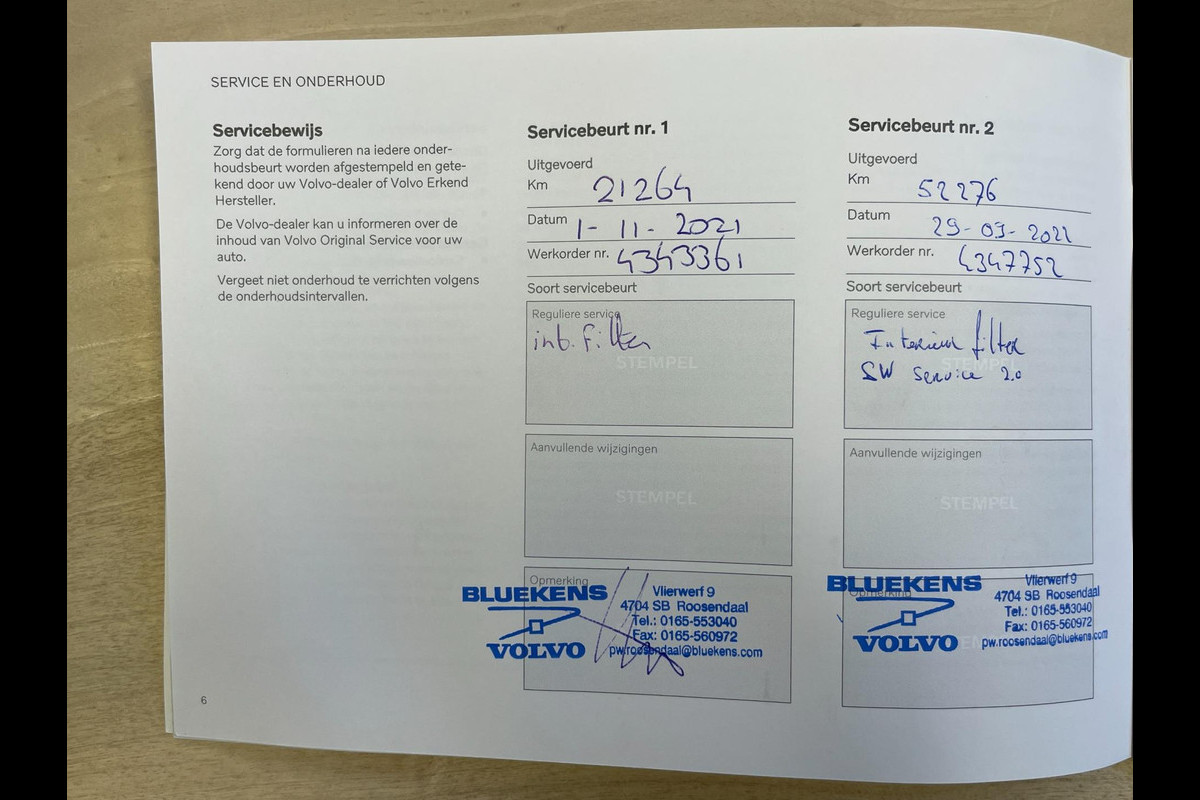 SERVICE EN ONDERHOUD
Servicebewijs
Zorg dat de formulieren na iedere onder-
houdsbeurt worden afgestempeld en gete-
kend door uw Volvo-dealer of Volvo Erkend
Hersteller.
De Volvo-dealer kan u informeren over de
inhoud van Volvo Original Service voor uw
auto.
Vergeet niet onderhoud te verrichten volgens
de onderhoudsintervallen.
6
Servicebeurt nr. 1
Uitgevoerd
Km 21264
Datum 1-11-2021
Werkorder nr. 4343361
Soort servicebeurt
Reguliere service
int. filter
STEMPEL
Aanvullende wijzigingen
STEMPEL
Opmerking
BLUEKENS
VOLVO
Vlierwerf 9
4704 SB Roosendaal
Tel.: 0165-553040
Fax: 0165-560972
pw.roosendaal@bluekens.com
Servicebeurt nr. 2
Uitgevoerd
Km 52276
Datum 29-03-2022
Werkorder nr. 4347752
Soort servicebeurt
Reguliere service
Interieur filter
STEMPEL
SW Service 2.0
Aanvullende wijzigingen
STEMPEL
Opmerking
BLUEKENS
VOLVO
Vlierwerf 9
4704 SB Roosendaal
Tel.: 0165-553040
Fax: 0165-560972
pw.roosendaal@bluekens.com